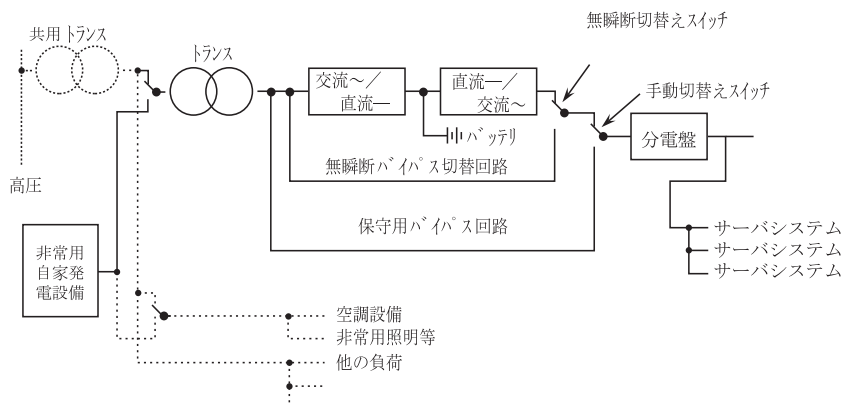 無瞬断切替えスイッチ
共用トランス
トランス
手動切替えスイッチ
交流～／
直流―
直流―／
交流～
バッテリ
分電盤
無瞬断バイパス切替回路
高圧
保守用バイパス回路
サーバシステム
サーバシステム
サーバシステム
非常用
自家発
電設備
空調設備
非常用照明等
他の負荷